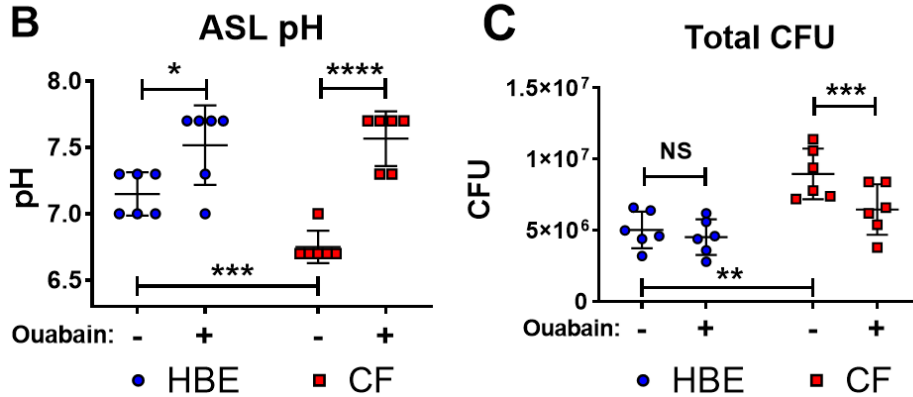 B
ASL pH
pH
8.0
7.5
7.0
6.5
*
****
***
Ouabain: - + - +
HBE CF
C
Total CFU
CFU
1.5×10⁷
1×10⁷
5×10⁶
0
NS
***
**
Ouabain: - + - +
HBE CF